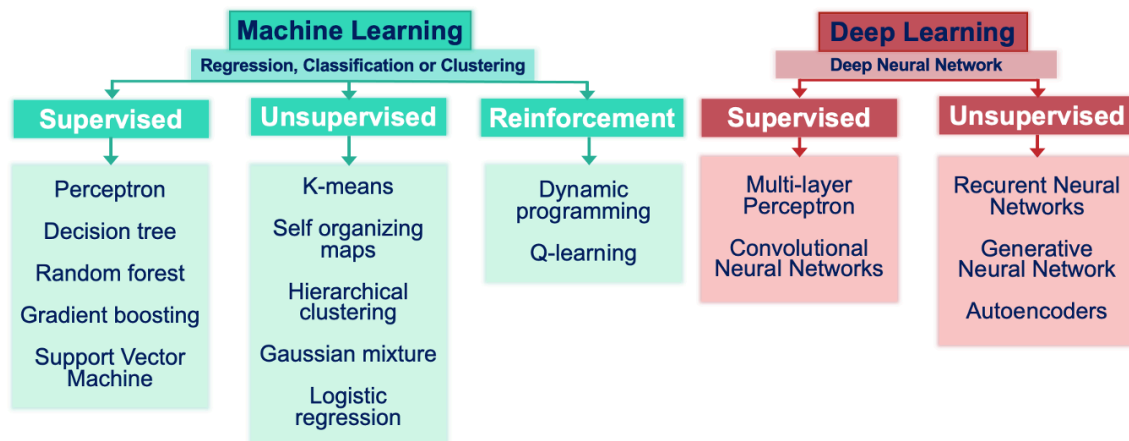 Machine Learning
Regression, Classification or Clustering
Supervised
Perceptron
Decision tree
Random forest
Gradient boosting
Support Vector
Machine
Unsupervised
K-means
Self organizing
maps
Hierarchical
clustering
Gaussian mixture
Logistic
regression
Reinforcement
Dynamic
programming
Q-learning
Deep Learning
Deep Neural Network
Supervised
Multi-layer
Perceptron
Convolutional
Neural Networks
Unsupervised
Recurent Neural
Networks
Generative
Neural Network
Autoencoders